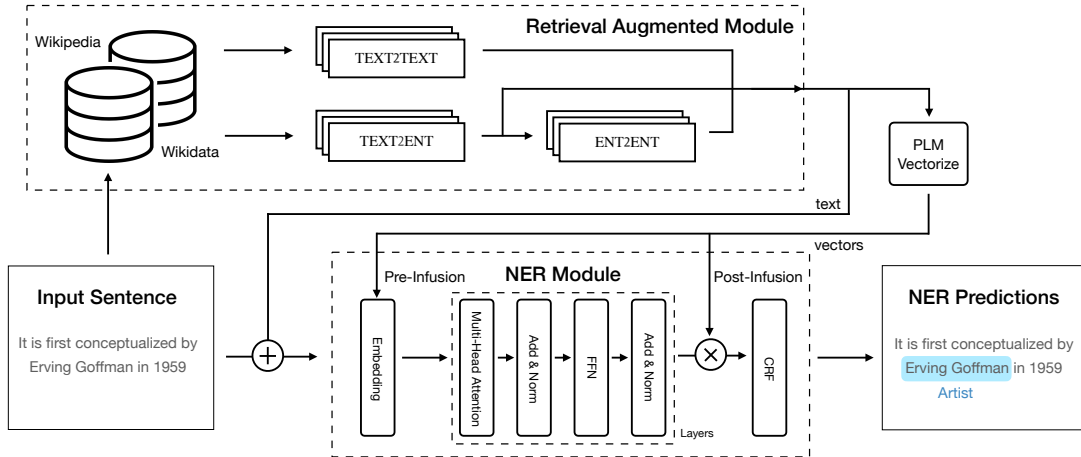 Retrieval Augmented Module
Wikipedia
TEXT2TEXT
Wikidata
TEXT2ENT
ENT2ENT
PLM
Vectorize
text
vectors
Input Sentence
It is first conceptualized by
Erving Goffman in 1959
Pre-Infusion
NER Module
Post-Infusion
Embedding
Multi-Head Attention
Add & Norm
FFN
Add & Norm
Layers
CRF
NER Predictions
It is first conceptualized by
Erving Goffman in 1959
Artist